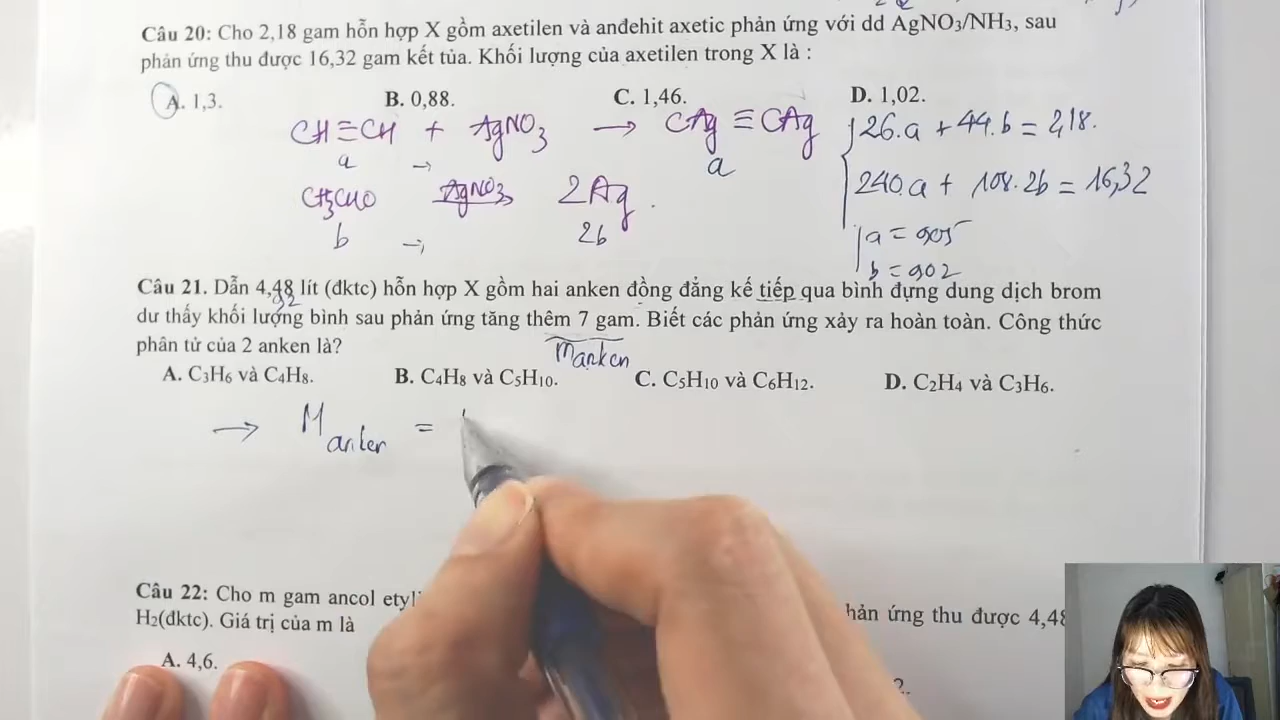 Câu 20: Cho 2,18 gam hỗn hợp X gồm axetilen và anđehit axetic phản ứng với dd AgNO3/NH3, sau
phản ứng thu được 16,32 gam kết tủa. Khối lượng của axetilen trong X là :
A. 1,3. B. 0,88. C. 1,46. D. 1,02.
CH≡CH + AgNO3 → CAg≡CAg
a → a
CH3CHO AgNO3 2Ag
b → 2b
26.a + 44.b = 2,18.
240.a + 108.2b = 16,32
a = 0,05
b = 0,02
Câu 21. Dẫn 4,48 lít (đktc) hỗn hợp X gồm hai anken đồng đẳng kế tiếp qua bình đựng dung dịch brom
dư thấy khối lượng bình sau phản ứng tăng thêm 7 gam. Biết các phản ứng xảy ra hoàn toàn. Công thức
phân tử của 2 anken là?
manken
A. C3H6 và C4H8. B. C4H8 và C5H10. C. C5H10 và C6H12. D. C2H4 và C3H6.
→ M anken =
Câu 22: Cho m gam ancol etyl
hản ứng thu được 4,48
H2(đktc). Giá trị của m là
A. 4,6.
2.